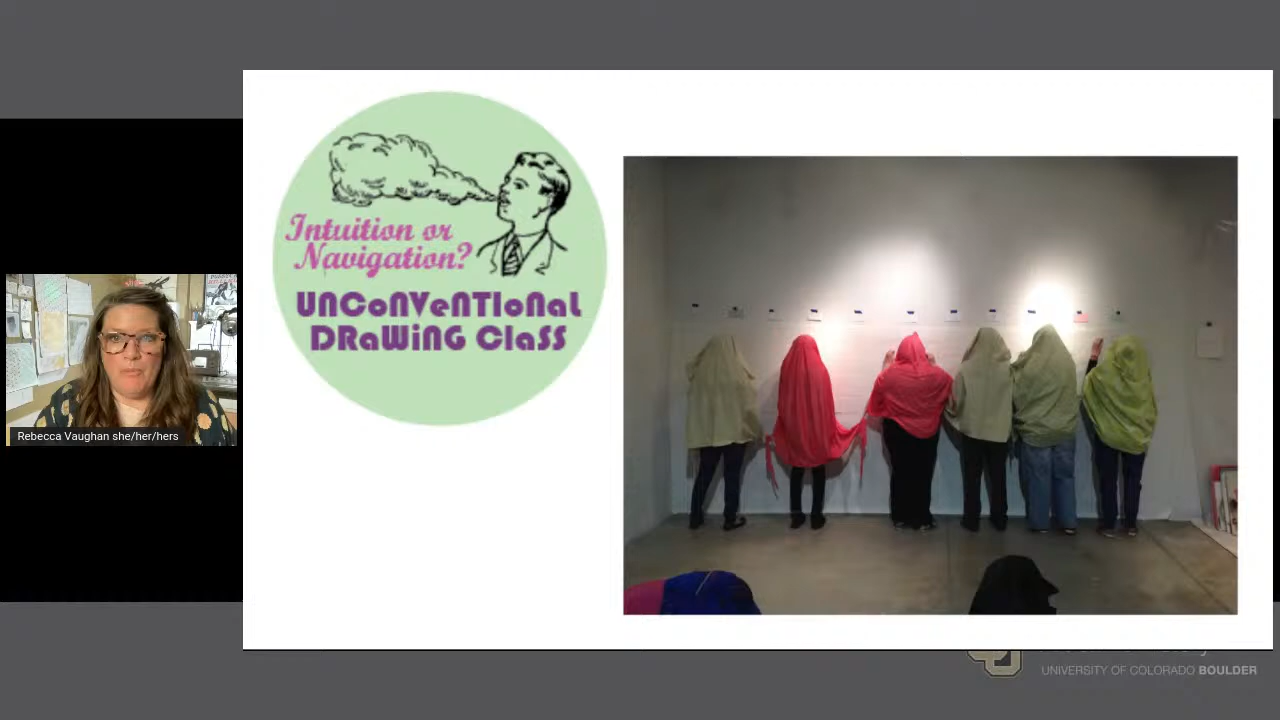 Intuition or
Navigation?
UNCoNVeNTIoNaL
DRaWiNG ClaSS
Rebecca Vaughan she/her/hers
UNIVERSITY OF COLORADO BOULDER